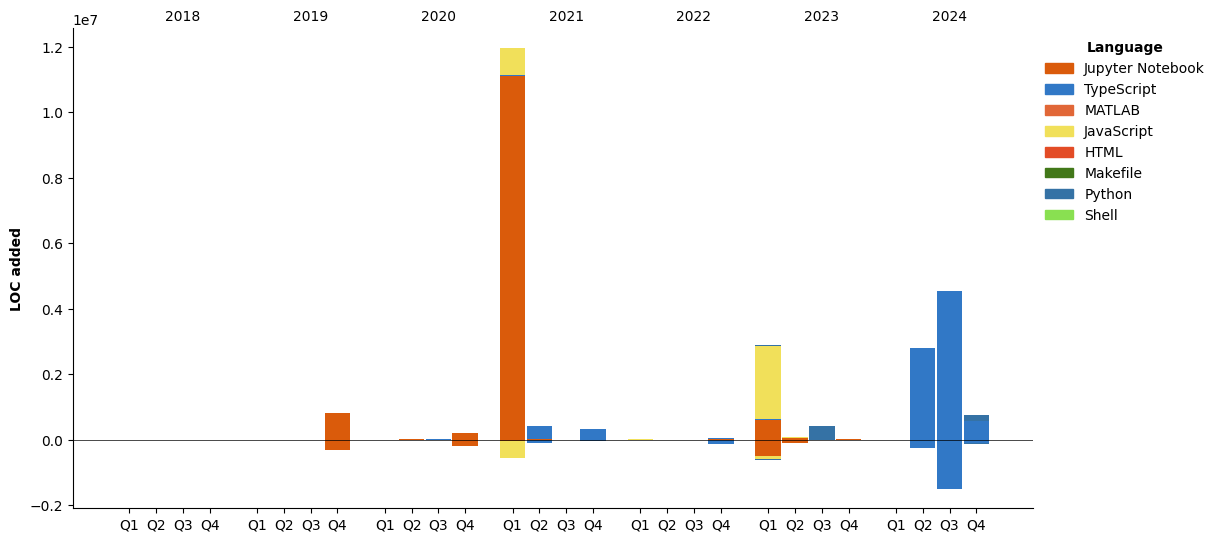 1e7
2018 2019 2020 2021 2022 2023 2024
LOC added
1.2
1.0
0.8
0.6
0.4
0.2
0.0
−0.2
Q1 Q2 Q3 Q4 Q1 Q2 Q3 Q4 Q1 Q2 Q3 Q4 Q1 Q2 Q3 Q4 Q1 Q2 Q3 Q4 Q1 Q2 Q3 Q4 Q1 Q2 Q3 Q4
Language
Jupyter Notebook
TypeScript
MATLAB
JavaScript
HTML
Makefile
Python
Shell